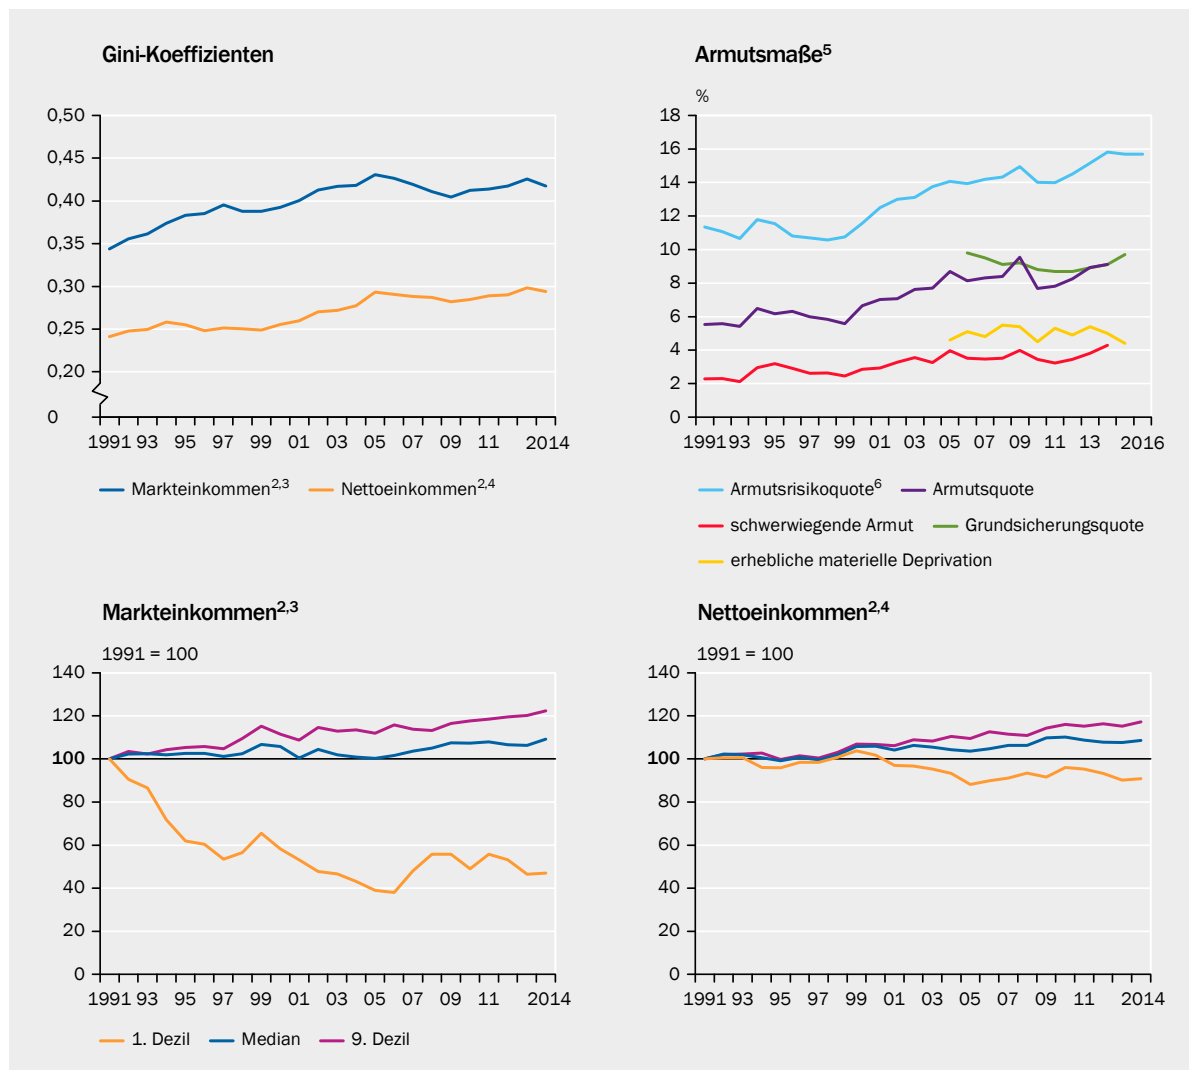 Gini-Koeffizienten
0,50
0,45
0,40
0,35
0,30
0,25
0,20
0
1991 93 95 97 99 01 03 05 07 09 11 2014
Markteinkommen2,3 Nettoeinkommen2,4
Armutsmaße5
%
18
16
14
12
10
8
6
4
2
0
1991 93 95 97 99 01 03 05 07 09 11 13 2016
Armutsrisikoquote6 Armutsquote
schwerwiegende Armut Grundsicherungsquote
erhebliche materielle Deprivation
Markteinkommen2,3
1991 = 100
140
120
100
80
60
40
20
0
1991 93 95 97 99 01 03 05 07 09 11 2014
1. Dezil Median 9. Dezil
Nettoeinkommen2,4
1991 = 100
140
120
100
80
60
40
20
0
1991 93 95 97 99 01 03 05 07 09 11 2014